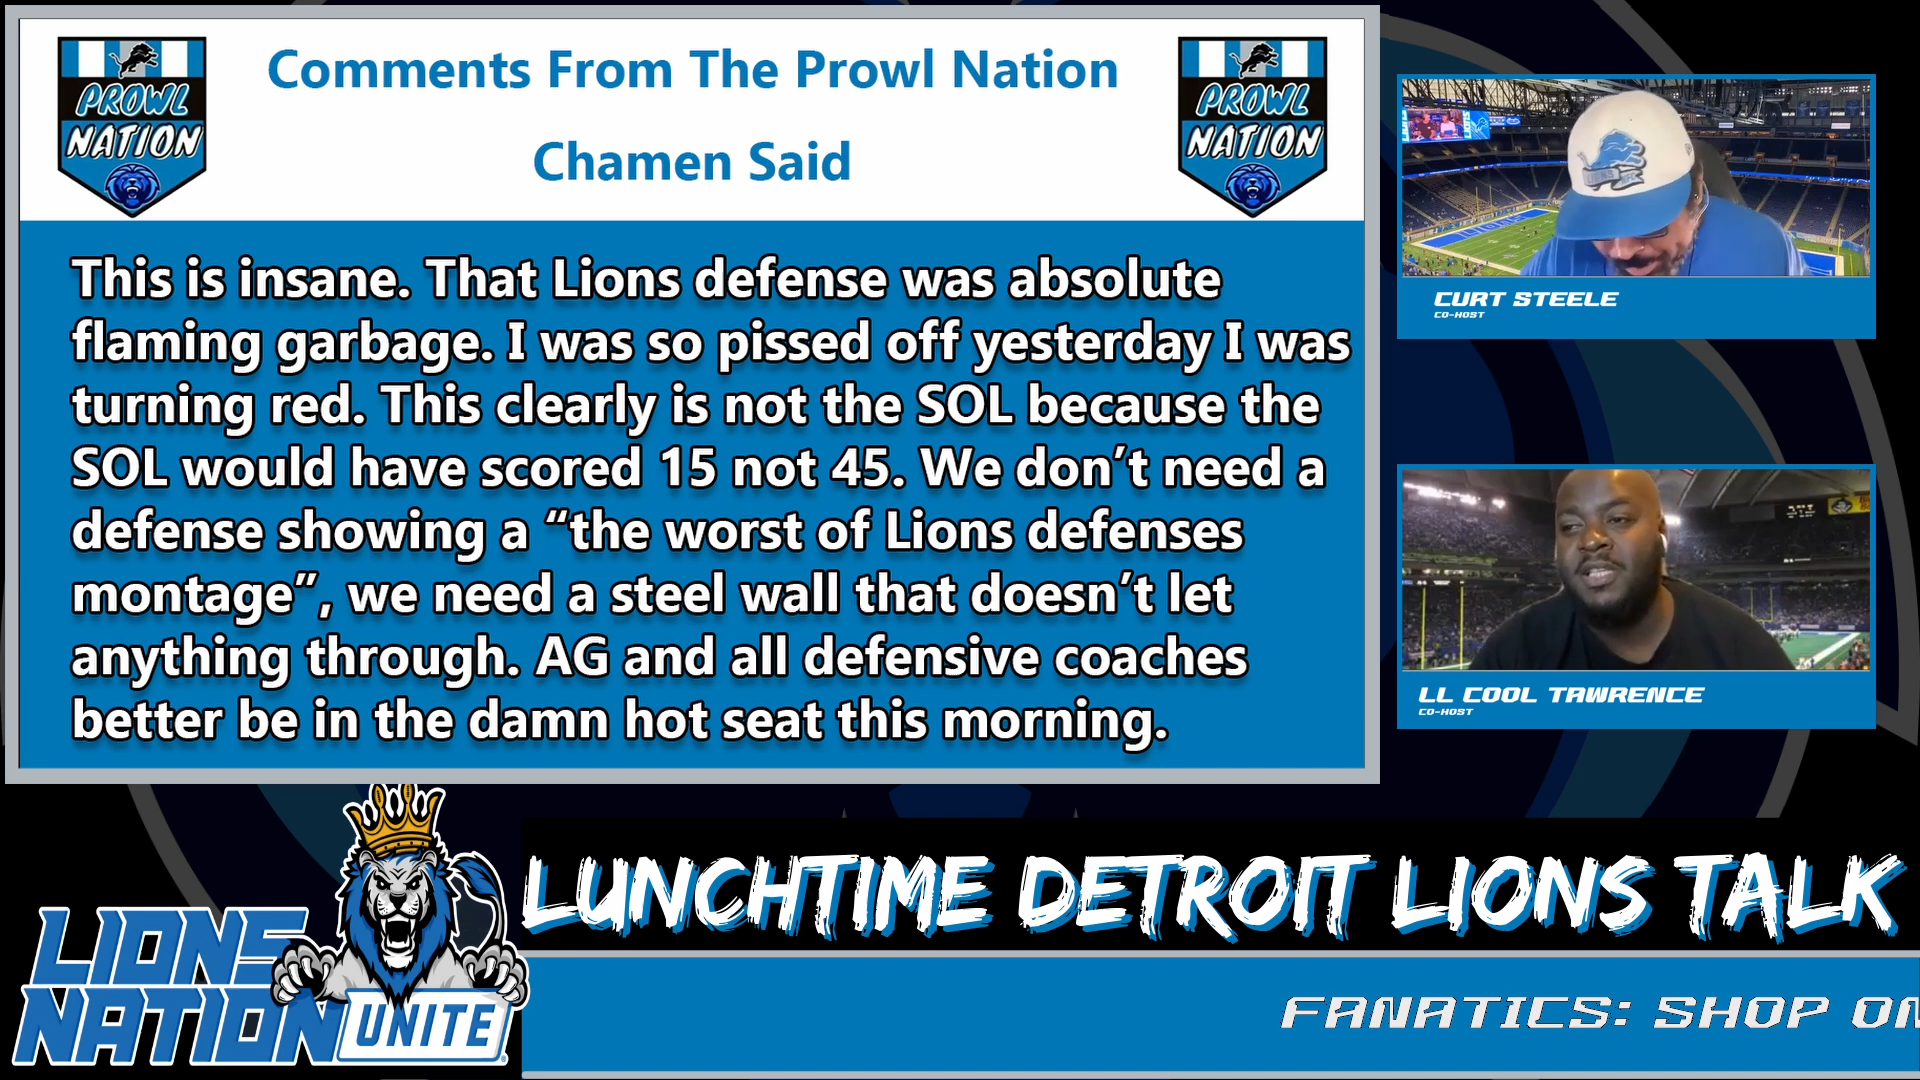 Comments From The Prowl Nation
Chamen Said
PROWL
NATION
PROWL
NATION
This is insane. That Lions defense was absolute
flaming garbage. I was so pissed off yesterday I was
turning red. This clearly is not the SOL because the
SOL would have scored 15 not 45. We don’t need a
defense showing a “the worst of Lions defenses
montage”, we need a steel wall that doesn’t let
anything through. AG and all defensive coaches
better be in the damn hot seat this morning.
LIONS
CURT STEELE
CO-HOST
LL COOL TAWRENCE
CO-HOST
LIONS
NATION
UNITE
LUNCHTIME DETROIT LIONS TALK
FANATICS: SHOP ON